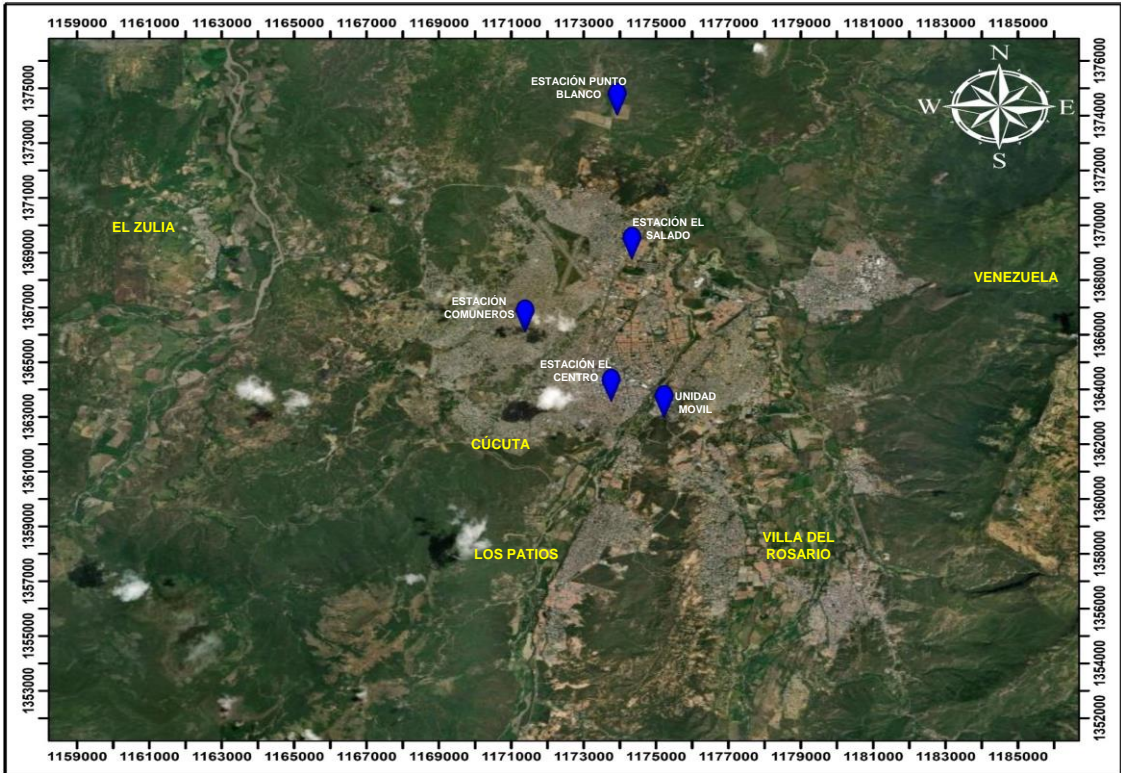 1159000 1161000 1163000 1165000 1167000 1169000 1171000 1173000 1175000 1177000 1179000 1181000 1183000 1185000
1375000
1373000
1371000
1369000
1367000
1365000
1363000
1361000
1359000
1357000
1355000
1353000
ESTACIÓN PUNTO
BLANCO
N
W E
S
EL ZULIA
ESTACIÓN EL
SALADO
VENEZUELA
ESTACIÓN
COMUNEROS
ESTACIÓN EL
CENTRO
UNIDAD
MOVIL
CÚCUTA
LOS PATIOS
VILLA DEL
ROSARIO
1376000
1374000
1372000
1370000
1368000
1366000
1364000
1362000
1360000
1358000
1356000
1354000
1352000
1159000 1161000 1163000 1165000 1167000 1169000 1171000 1173000 1175000 1177000 1179000 1181000 1183000 1185000